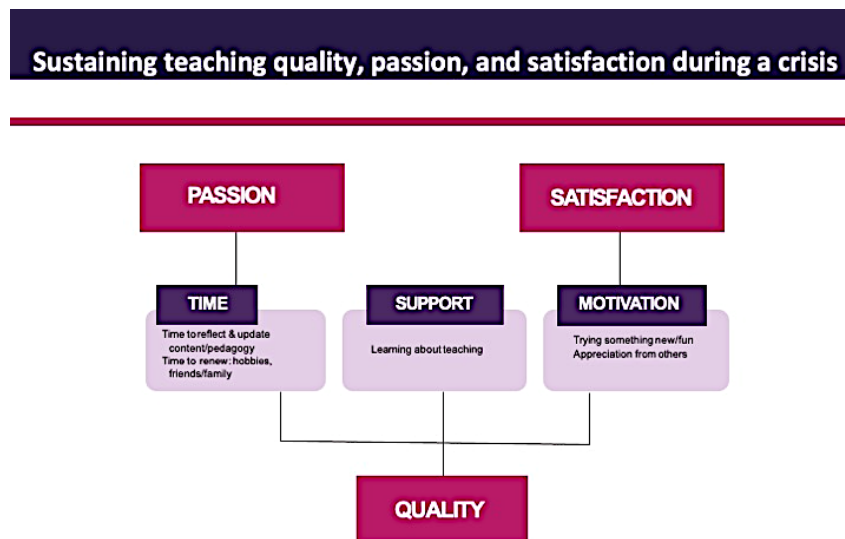 Sustaining teaching quality, passion, and satisfaction during a crisis
PASSION
SATISFACTION
TIME
Time to reflect & update
content/pedagogy
Time to renew: hobbies,
friends/family
SUPPORT
Learning about teaching
MOTIVATION
Trying something new/fun
Appreciation from others
QUALITY